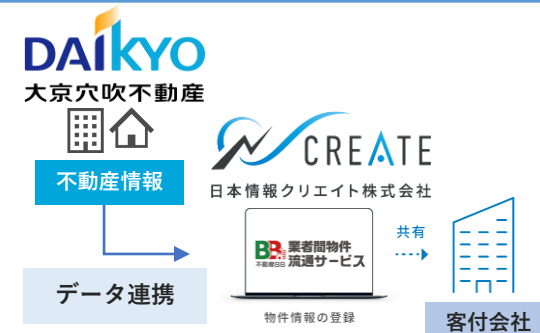 DAIKYO
大京穴吹不動産
不動産情報
データ連携
CREATE
日本情報クリエイト株式会社
BB
不動産BB
業者間物件
流通サービス
物件情報の登録
共有
客付会社